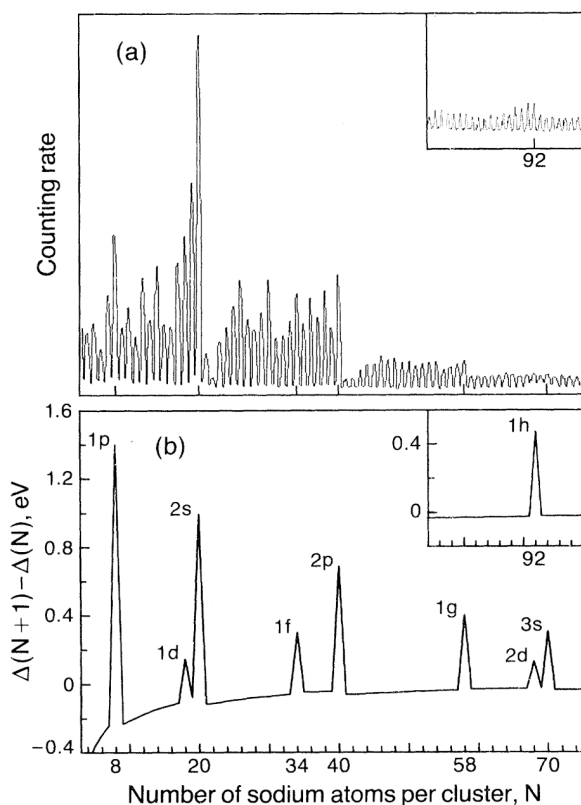 (a)
Counting rate
92
(b)
Δ(N + 1) − Δ(N), eV
1.6
1.2
0.8
0.4
0
−0.4
1p
1d
2s
1f
2p
1g
2d
3s
0.4
0
1h
92
8 20 34 40 58 70
Number of sodium atoms per cluster, N